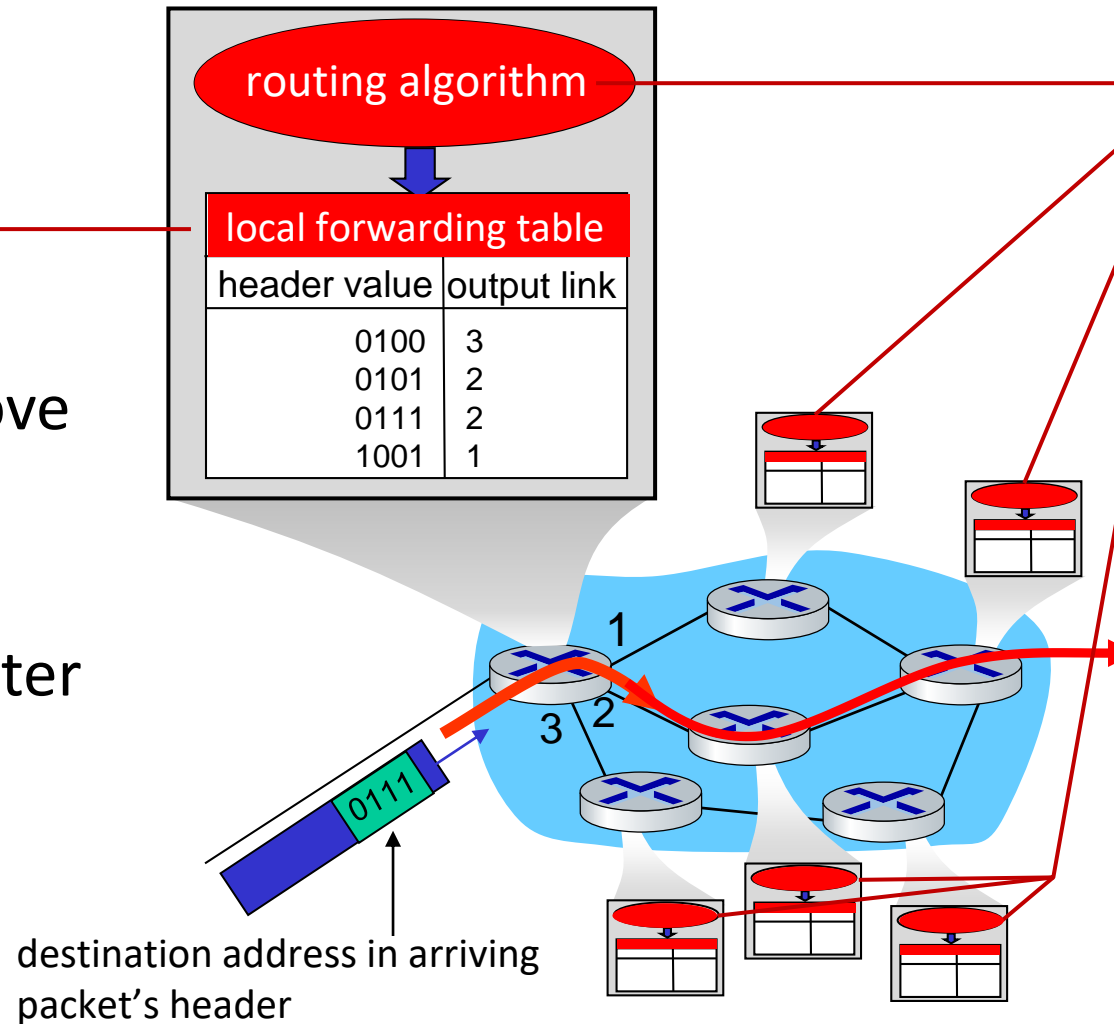 routing algorithm
local forwarding table
header value output link
0100 3
0101 2
0111 2
1001 1
ove
ter
1
2
3
0111
destination address in arriving
packet's header